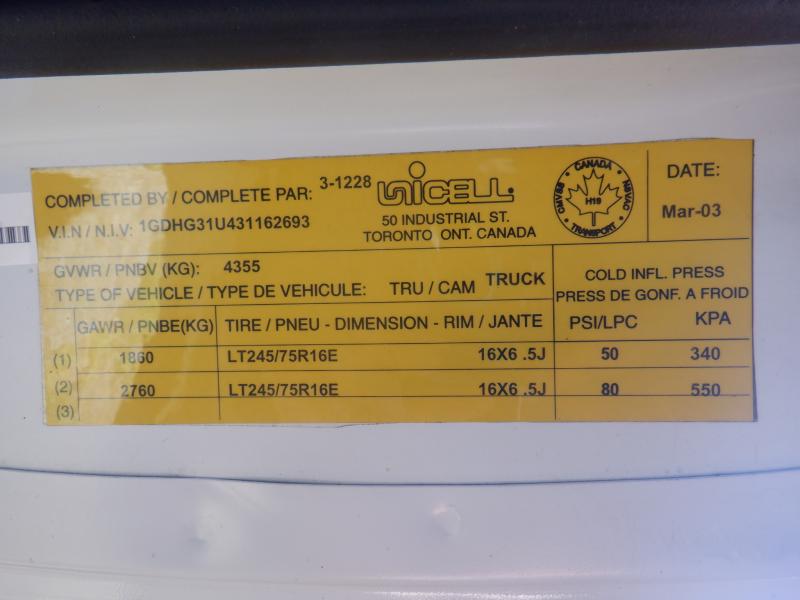 COMPLETED BY / COMPLETE PAR: 3-1228 UNICELL
50 INDUSTRIAL ST.
TORONTO ONT. CANADA
V.I.N / N.I.V: 1GDHG31U431162693
CANADA
H19
TRANSPORT
CMVSS
NSVAC
DATE:
Mar-03
GVWR / PNBV (KG): 4355
TYPE OF VEHICLE / TYPE DE VEHICULE: TRU / CAM TRUCK
COLD INFL. PRESS
PRESS DE GONF. A FROID
GAWR / PNBE(KG) TIRE / PNEU - DIMENSION - RIM / JANTE PSI/LPC KPA
(1) 1860 LT245/75R16E 16X6 .5J 50 340
(2) 2760 LT245/75R16E 16X6 .5J 80 550
(3)